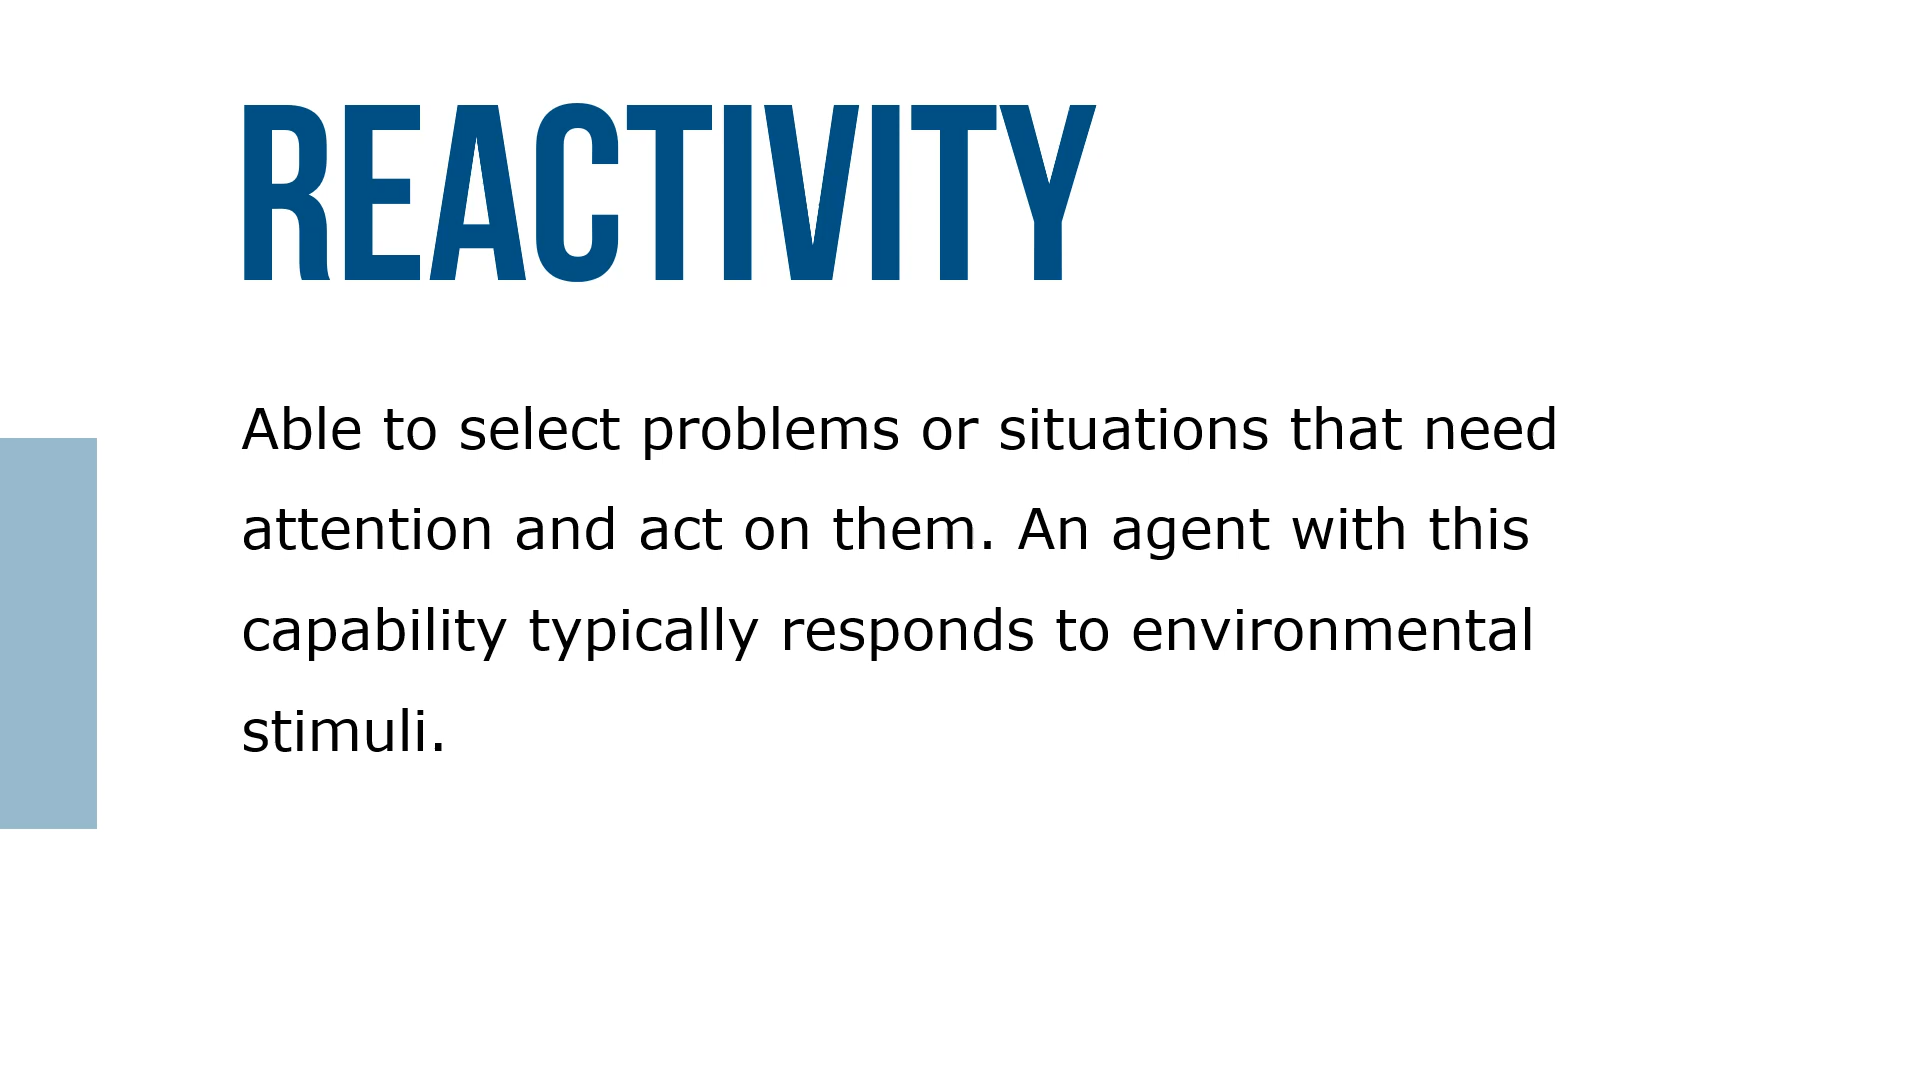 REACTIVITY
Able to select problems or situations that need
attention and act on them. An agent with this
capability typically responds to environmental
stimuli.